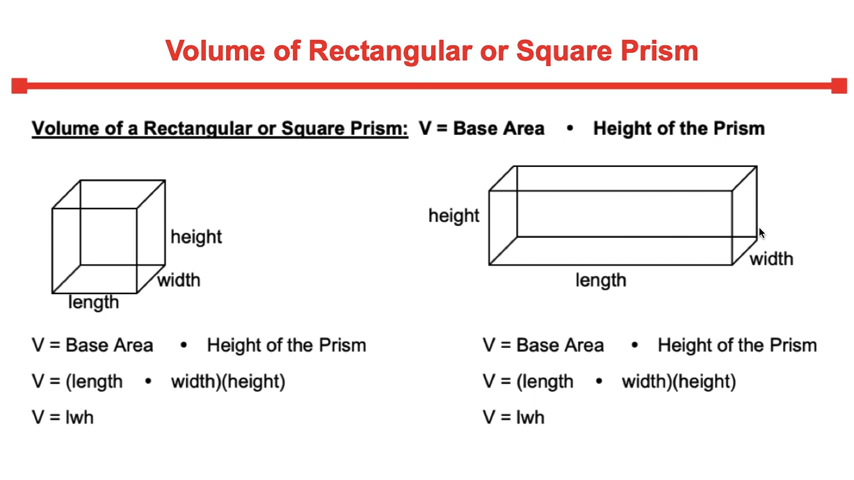 Volume of Rectangular or Square Prism
Volume of a Rectangular or Square Prism: V = Base Area • Height of the Prism
height
width
length
V = Base Area • Height of the Prism
V = (length • width)(height)
V = lwh
height
width
length
V = Base Area • Height of the Prism
V = (length • width)(height)
V = lwh